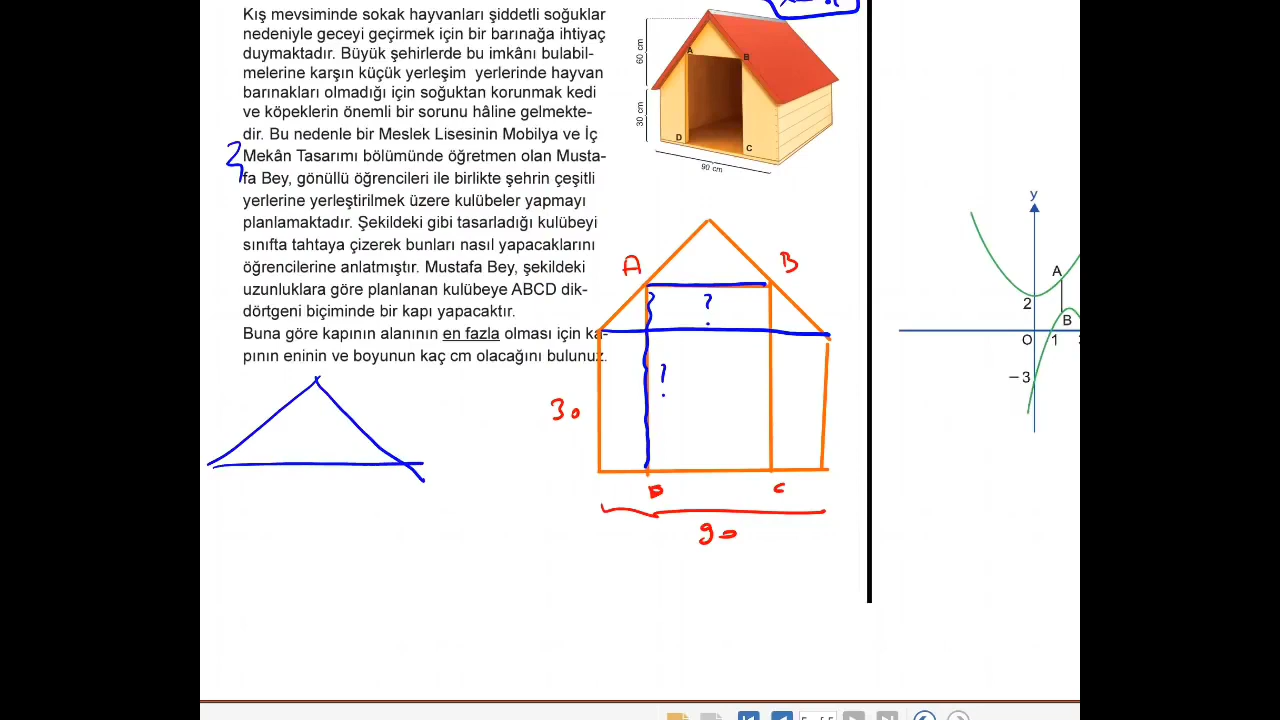 Kış mevsiminde sokak hayvanları şiddetli soğuklar
nedeniyle geceyi geçirmek için bir barınağa ihtiyaç
duymaktadır. Büyük şehirlerde bu imkânı bulabil-
melerine karşın küçük yerleşim yerlerinde hayvan
barınakları olmadığı için soğuktan korunmak kedi
ve köpeklerin önemli bir sorunu hâline gelmekte-
dir. Bu nedenle bir Meslek Lisesinin Mobilya ve İç
Mekân Tasarımı bölümünde öğretmen olan Musta-
fa Bey, gönüllü öğrencileri ile birlikte şehrin çeşitli
yerlerine yerleştirilmek üzere kulübeler yapmayı
planlamaktadır. Şekildeki gibi tasarladığı kulübeyi
sınıfta tahtaya çizerek bunları nasıl yapacaklarını
öğrencilerine anlatmıştır. Mustafa Bey, şekildeki
uzunluklara göre planlanan kulübeye ABCD dik-
dörtgeni biçiminde bir kapı yapacaktır.
Buna göre kapının alanının en fazla olması için ka-
pının eninin ve boyunun kaç cm olacağını bulunuz.
60 cm
30 cm
A
B
D
C
90 cm
A
B
?
?
30
D
C
90
y
A
2
B
O
1
−3